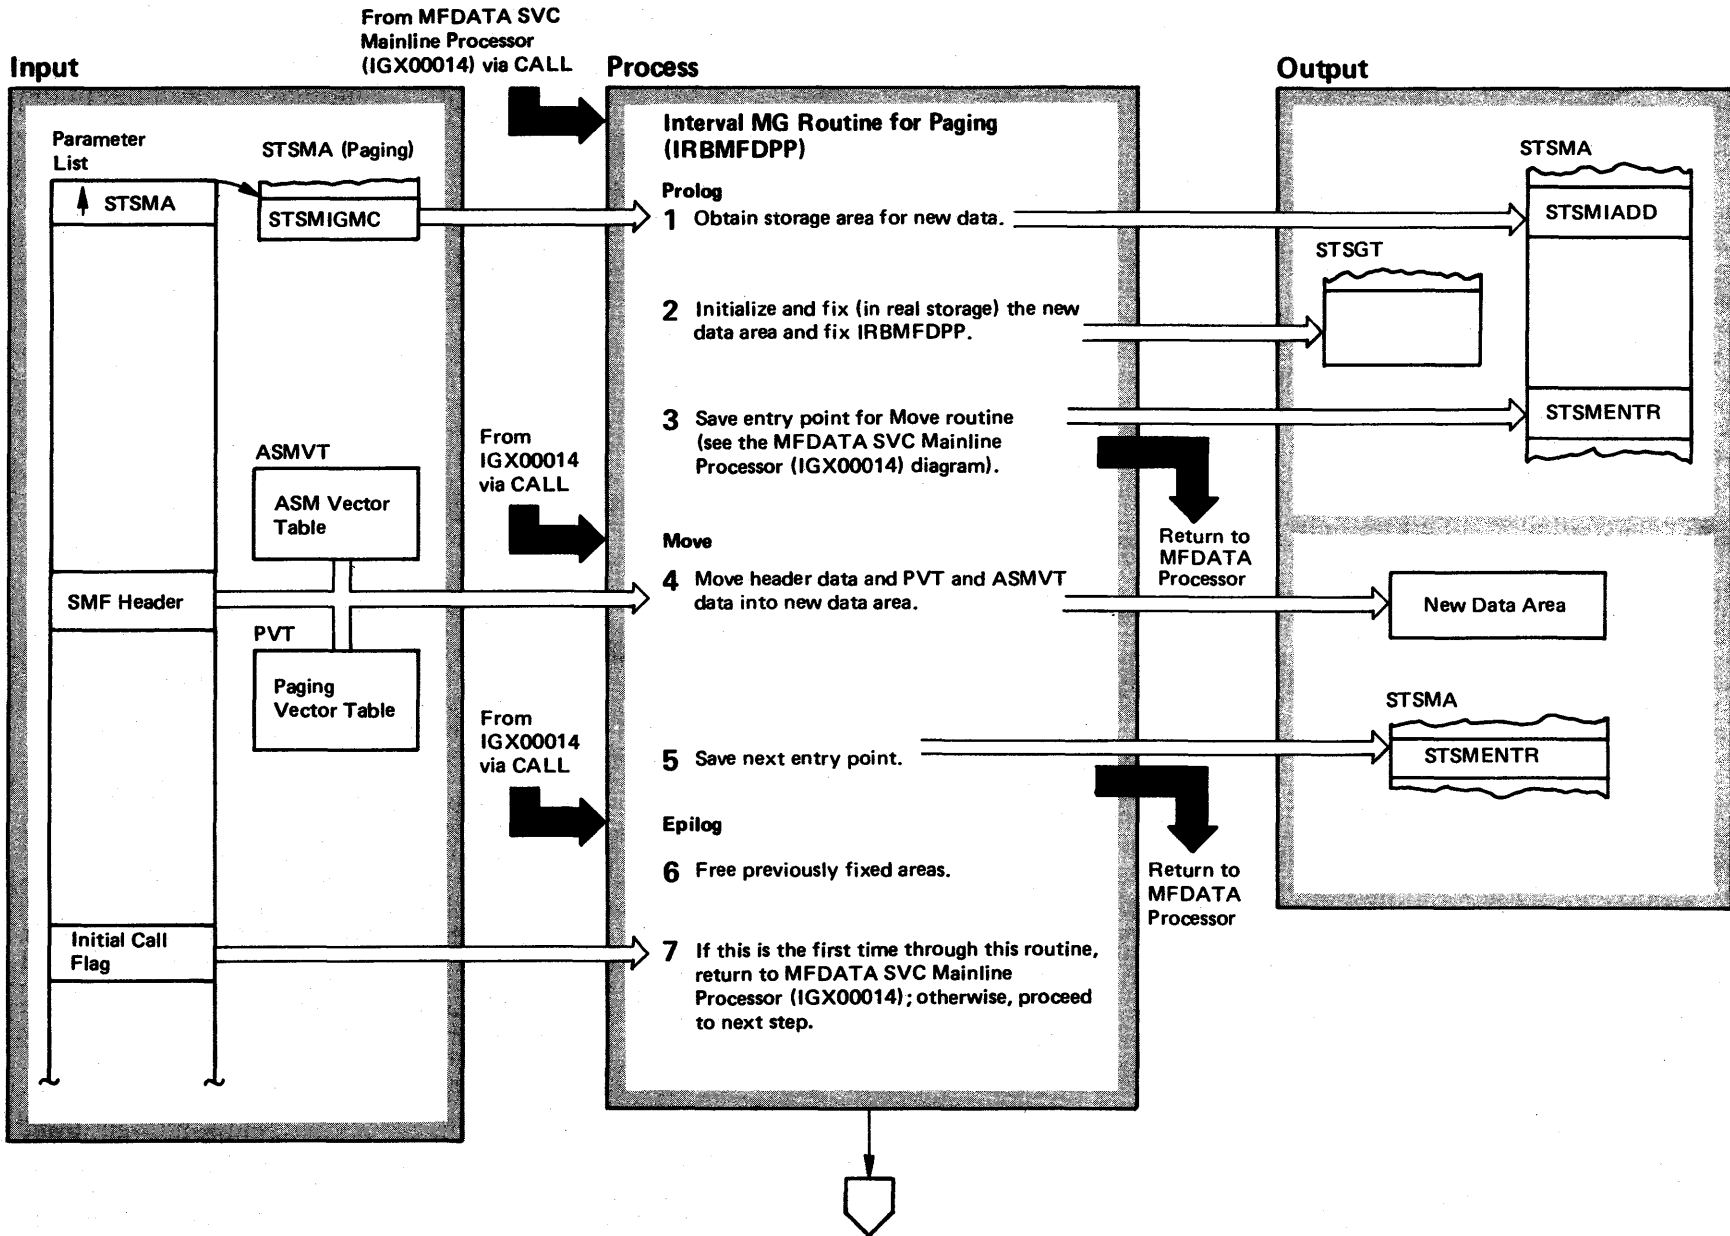 From MFDATA SVC
Mainline Processor
(IGX00014) via CALL
Input
Process
Output
Parameter
List
STSMA
STSMA (Paging)
STSMIGMC
Interval MG Routine for Paging
(IRBMFDPP)
Prolog
1 Obtain storage area for new data.
STSMA
STSMIADD
STSGT
2 Initialize and fix (in real storage) the new
data area and fix IRBMFDPP.
3 Save entry point for Move routine
(see the MFDATA SVC Mainline
Processor (IGX00014) diagram).
STSMENTR
From
IGX00014
via CALL
Return to
MFDATA
Processor
ASMVT
ASM Vector
Table
Move
4 Move header data and PVT and ASMVT
data into new data area.
New Data Area
SMF Header
PVT
Paging
Vector Table
From
IGX00014
via CALL
5 Save next entry point.
STSMA
STSMENTR
Return to
MFDATA
Processor
Epilog
6 Free previously fixed areas.
Initial Call
Flag
7 If this is the first time through this routine,
return to MFDATA SVC Mainline
Processor (IGX00014); otherwise, proceed
to next step.